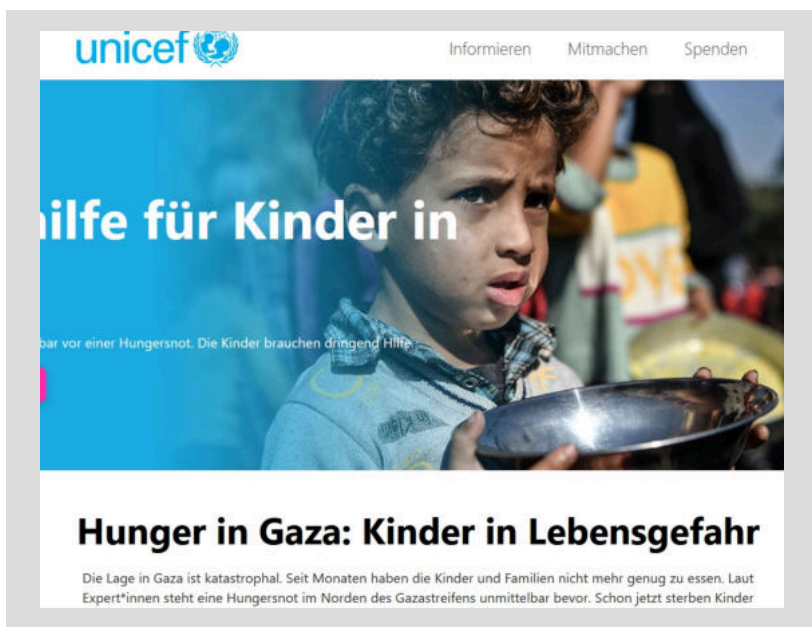 unicef
Informieren Mitmachen Spenden
ilfe für Kinder in
bar vor einer Hungersnot. Die Kinder brauchen dringend Hilfe.
Hunger in Gaza: Kinder in Lebensgefahr
Die Lage in Gaza ist katastrophal. Seit Monaten haben die Kinder und Familien nicht mehr genug zu essen. Laut
Expert*innen steht eine Hungersnot im Norden des Gazastreifens unmittelbar bevor. Schon jetzt sterben Kinder